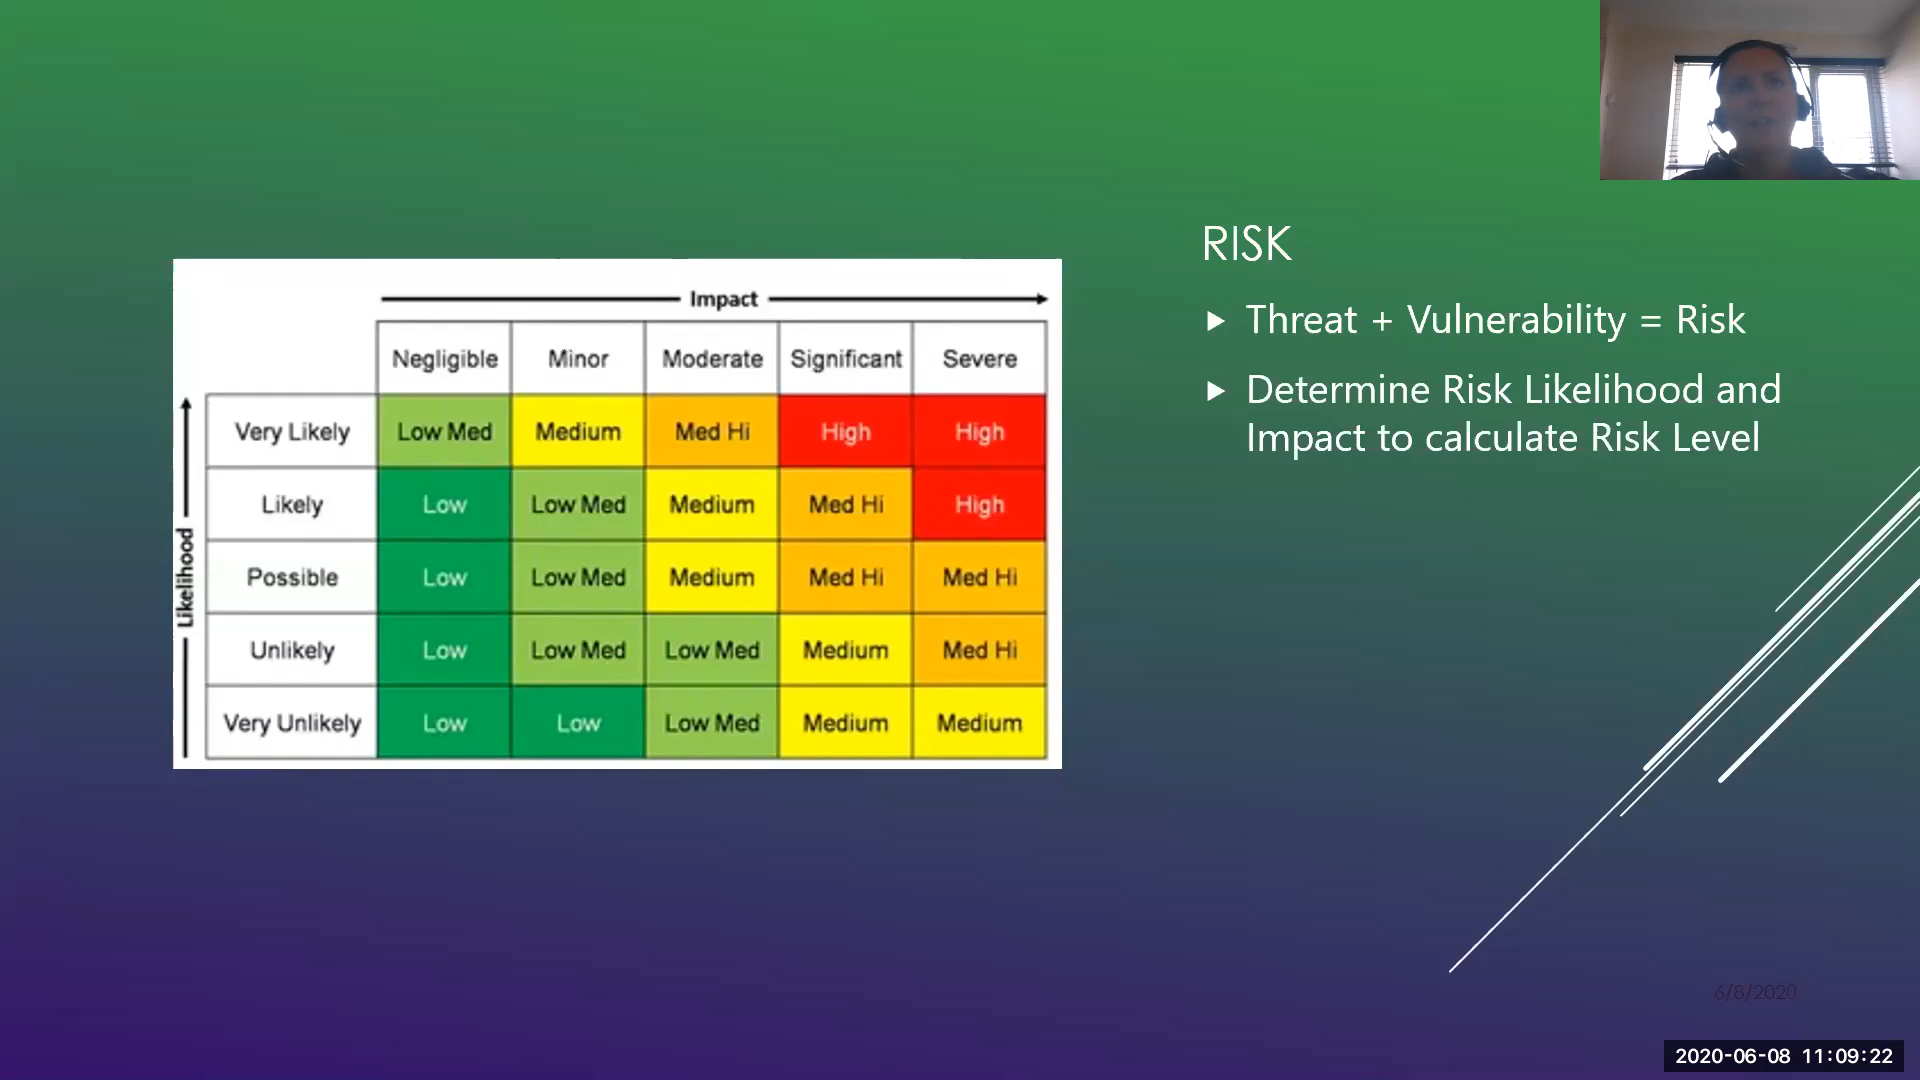 Impact
Negligible Minor Moderate Significant Severe
Likelihood
Very Likely Low Med Medium Med Hi High High
Likely Low Low Med Medium Med Hi High
Possible Low Low Med Medium Med Hi Med Hi
Unlikely Low Low Med Low Med Medium Med Hi
Very Unlikely Low Low Low Med Medium Medium
RISK
Threat + Vulnerability = Risk
Determine Risk Likelihood and
Impact to calculate Risk Level
6/8/2020
2020-06-08 11:09:22